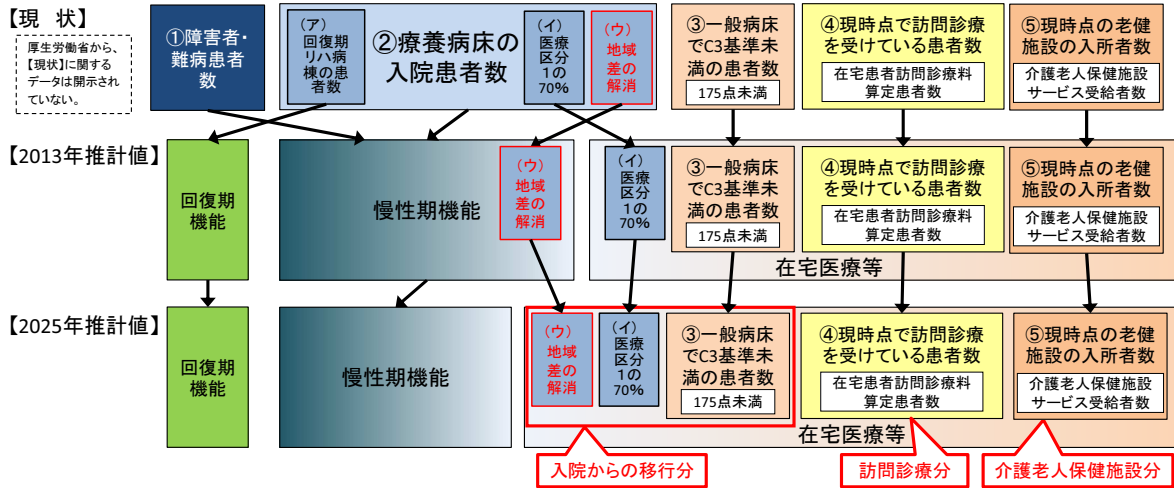 【現　状】
厚生労働省から、
【現状】に関する
データは開示され
ていない。
①障害者・
難病患者
数
（ア）
回復期
リハ病
棟の患
者数
②療養病床の
入院患者数
（イ）
医療
区分
1の
70%
（ウ）
地域
差の
解消
③一般病床
でC3基準未
満の患者数
175点未満
④現時点で訪問診療
を受けている患者数
在宅患者訪問診療料
算定患者数
⑤現時点の老健
施設の入所者数
介護老人保健施設
サービス受給者数
【2013年推計値】
回復期
機能
慢性期機能
（ウ）
地域
差の
解消
（イ）
医療
区分
1の
70%
③一般病床
でC3基準未
満の患者数
175点未満
④現時点で訪問診療
を受けている患者数
在宅患者訪問診療料
算定患者数
⑤現時点の老健
施設の入所者数
介護老人保健施設
サービス受給者数
在宅医療等
【2025年推計値】
回復期
機能
慢性期機能
（ウ）
地域
差の
解消
（イ）
医療
区分
1の
70%
③一般病床
でC3基準未
満の患者数
175点未満
④現時点で訪問診療
を受けている患者数
在宅患者訪問診療料
算定患者数
⑤現時点の老健
施設の入所者数
介護老人保健施設
サービス受給者数
在宅医療等
入院からの移行分
訪問診療分
介護老人保健施設分